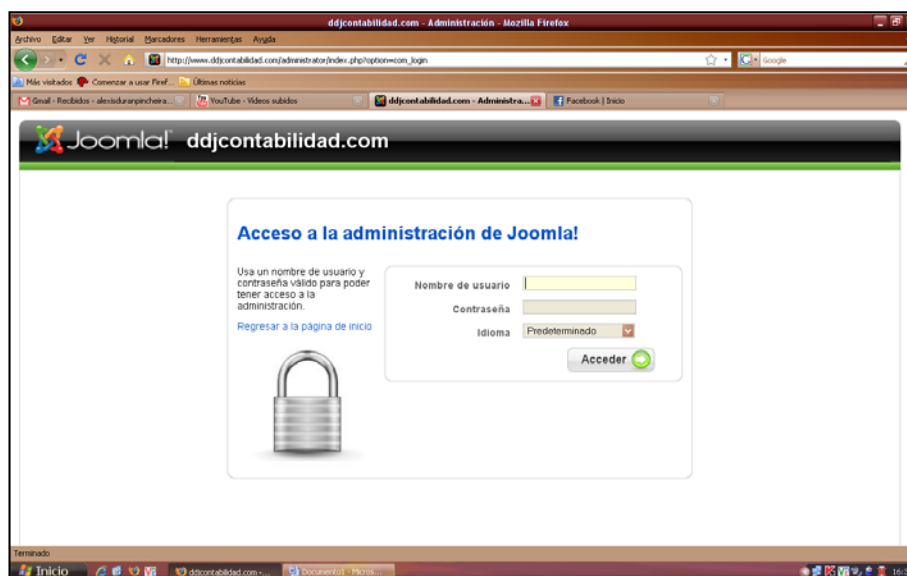 ddjcontabilidad.com - Administración - Mozilla Firefox
Archivo Editar Ver Historial Marcadores Herramientas Ayuda
http://www.ddjcontabilidad.com/administrator/index.php?option=com_login
Google
Más visitados Comenzar a usar Firef... Últimas noticias
Gmail - Recibidos - alexisduranpincheira... YouTube - Videos subidos ddjcontabilidad.com - Administra... Facebook | Inicio
Joomla! ddjcontabilidad.com
Acceso a la administración de Joomla!
Usa un nombre de usuario y
contraseña válido para poder
tener acceso a la
administración.
Regresar a la página de inicio
Nombre de usuario
Contraseña
Idioma Predeterminado
Acceder
Terminado
Inicio ddjcontabilidad.com -... Documento1 - Micros...